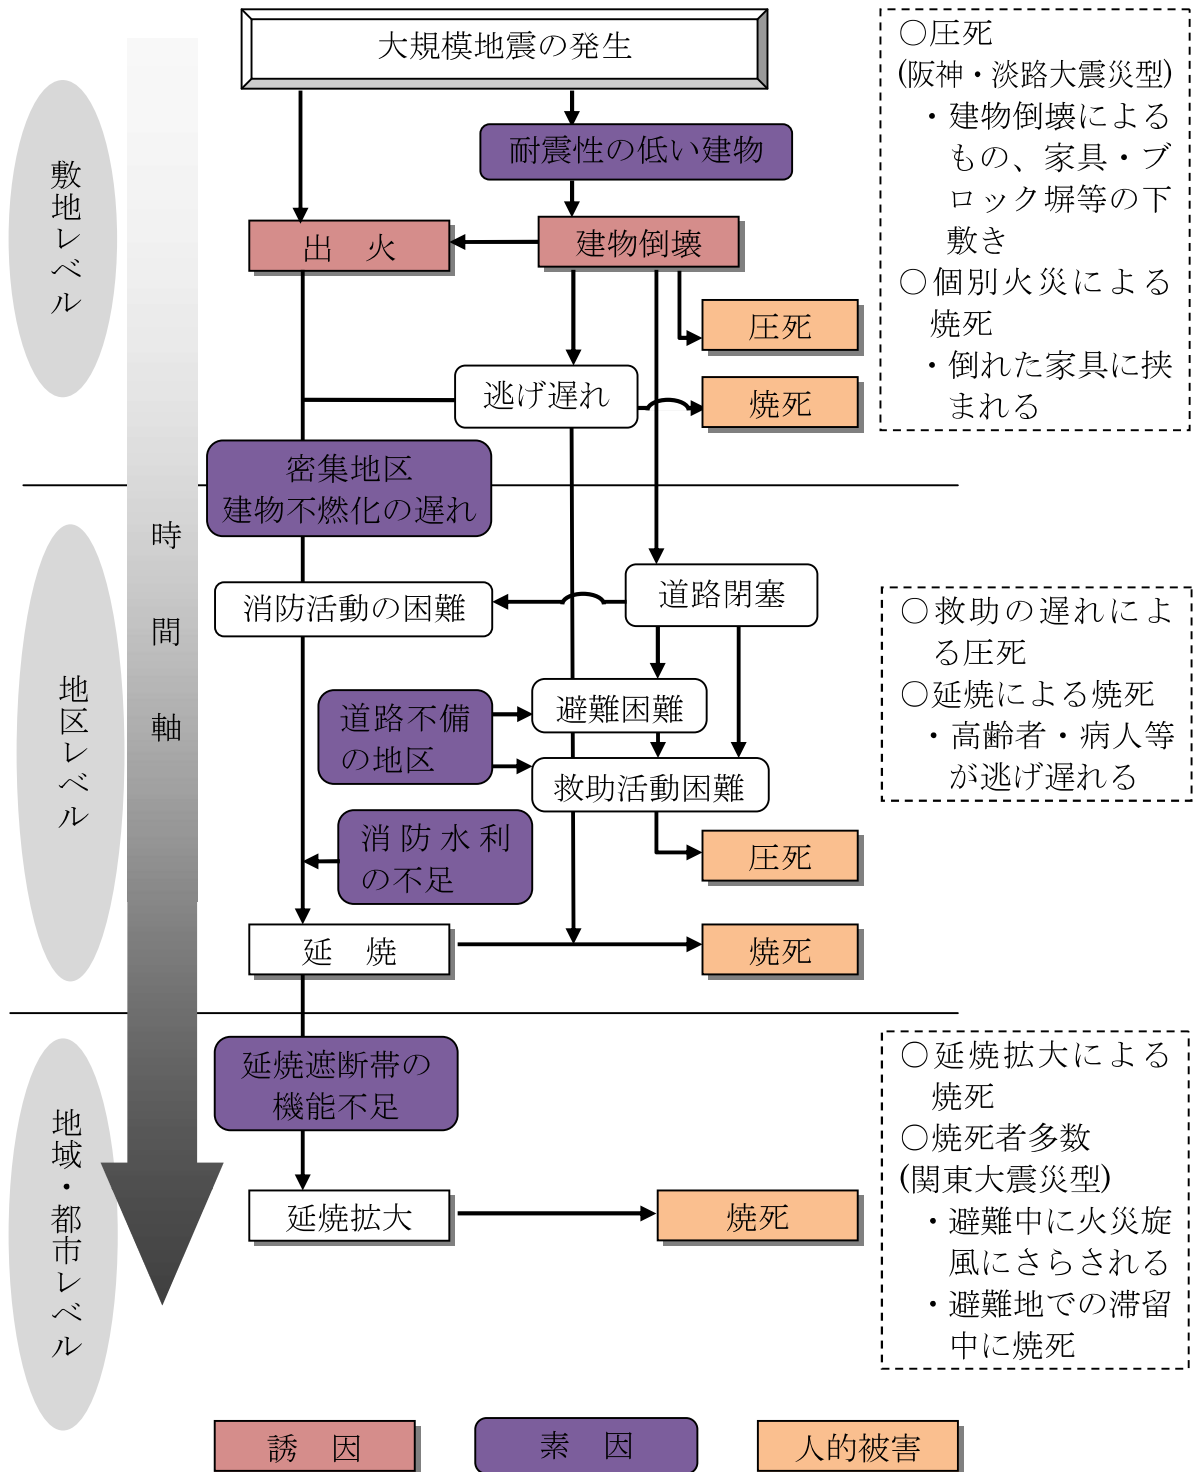 大規模地震の発生
耐震性の低い建物
出　火
建物倒壊
圧死
逃げ遅れ
焼死
密集地区
建物不燃化の遅れ
敷地レベル
時間軸
○圧死
(阪神・淡路大震災型)
・建物倒壊による
もの、家具・ブ
ロック塀等の下
敷き
○個別火災による
焼死
・倒れた家具に挟
まれる
地区レベル
消防活動の困難
道路閉塞
道路不備
の地区
避難困難
救助活動困難
消防水利
の不足
圧死
延　焼
焼死
○救助の遅れによ
る圧死
○延焼による焼死
・高齢者・病人等
が逃げ遅れる
地域・都市レベル
延焼遮断帯の
機能不足
延焼拡大
焼死
○延焼拡大による
焼死
○焼死者多数
(関東大震災型)
・避難中に火災旋
風にさらされる
・避難地での滞留
中に焼死
誘　因
素　因
人的被害